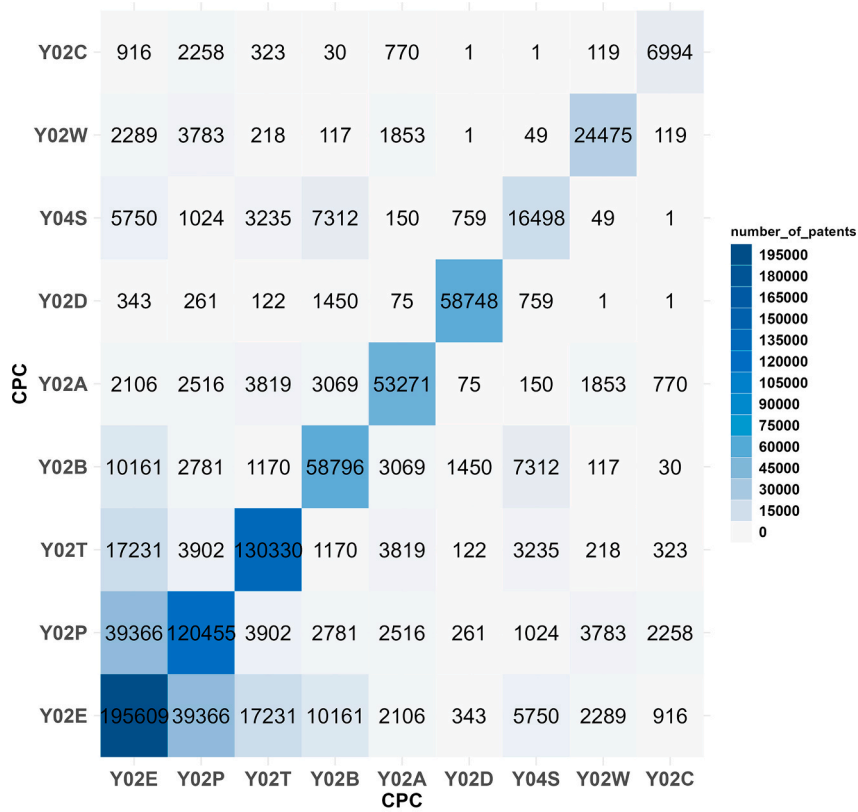 Y02C 916 2258 323 30 770 1 1 119 6994
Y02W 2289 3783 218 117 1853 1 49 24475 119
Y04S 5750 1024 3235 7312 150 759 16498 49 1
Y02D 343 261 122 1450 75 58748 759 1 1
Y02A 2106 2516 3819 3069 53271 75 150 1853 770
Y02B 10161 2781 1170 58796 3069 1450 7312 117 30
Y02T 17231 3902 130330 1170 3819 122 3235 218 323
Y02P 39366 120455 3902 2781 2516 261 1024 3783 2258
Y02E 195609 39366 17231 10161 2106 343 5750 2289 916
Y02E Y02P Y02T Y02B Y02A Y02D Y04S Y02W Y02C
CPC
CPC
number_of_patents
195000
180000
165000
150000
135000
120000
105000
90000
75000
60000
45000
30000
15000
0